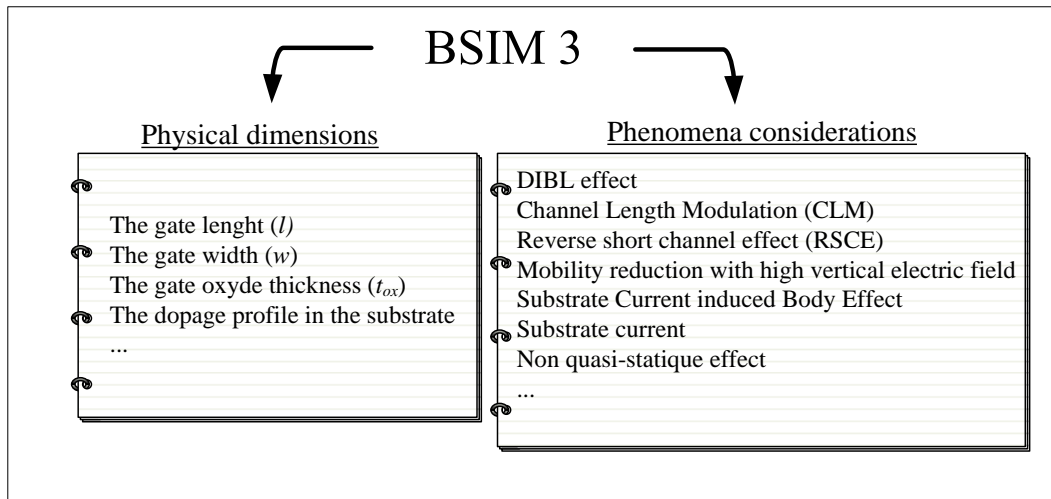 BSIM 3
Physical dimensions
The gate lenght (l)
The gate width (w)
The gate oxyde thickness (tox)
The dopage profile in the substrate
...
Phenomena considerations
DIBL effect
Channel Length Modulation (CLM)
Reverse short channel effect (RSCE)
Mobility reduction with high vertical electric field
Substrate Current induced Body Effect
Substrate current
Non quasi-statique effect
...